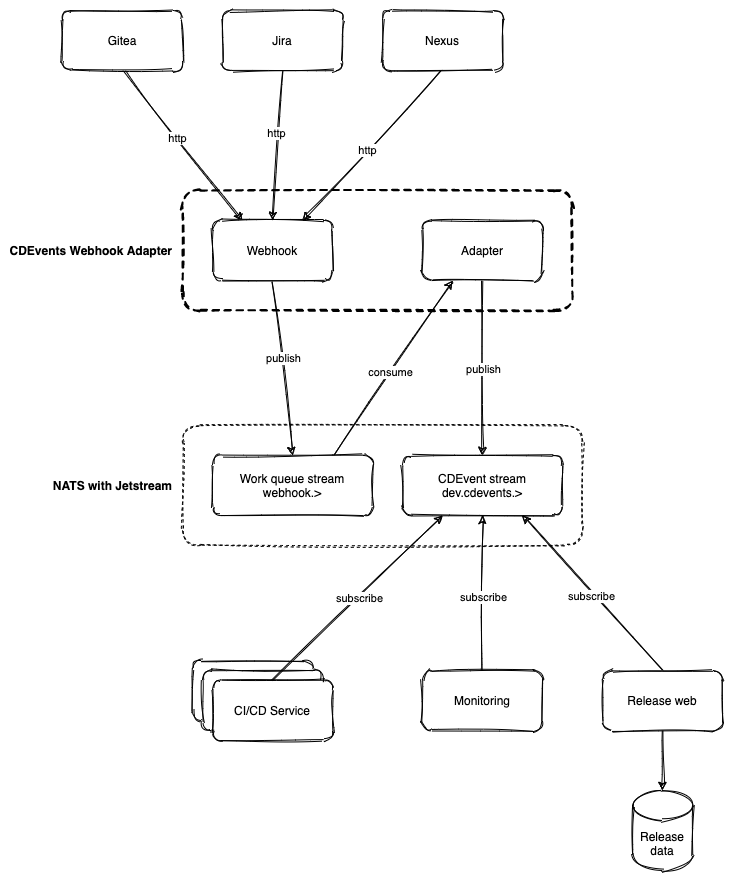 Gitea
Jira
Nexus
http
http
http
CDEvents Webhook Adapter
Webhook
Adapter
publish
consume
publish
NATS with Jetstream
Work queue stream
webhook.>
CDEvent stream
dev.cdevents.>
subscribe
subscribe
subscribe
CI/CD Service
Monitoring
Release web
Release
data